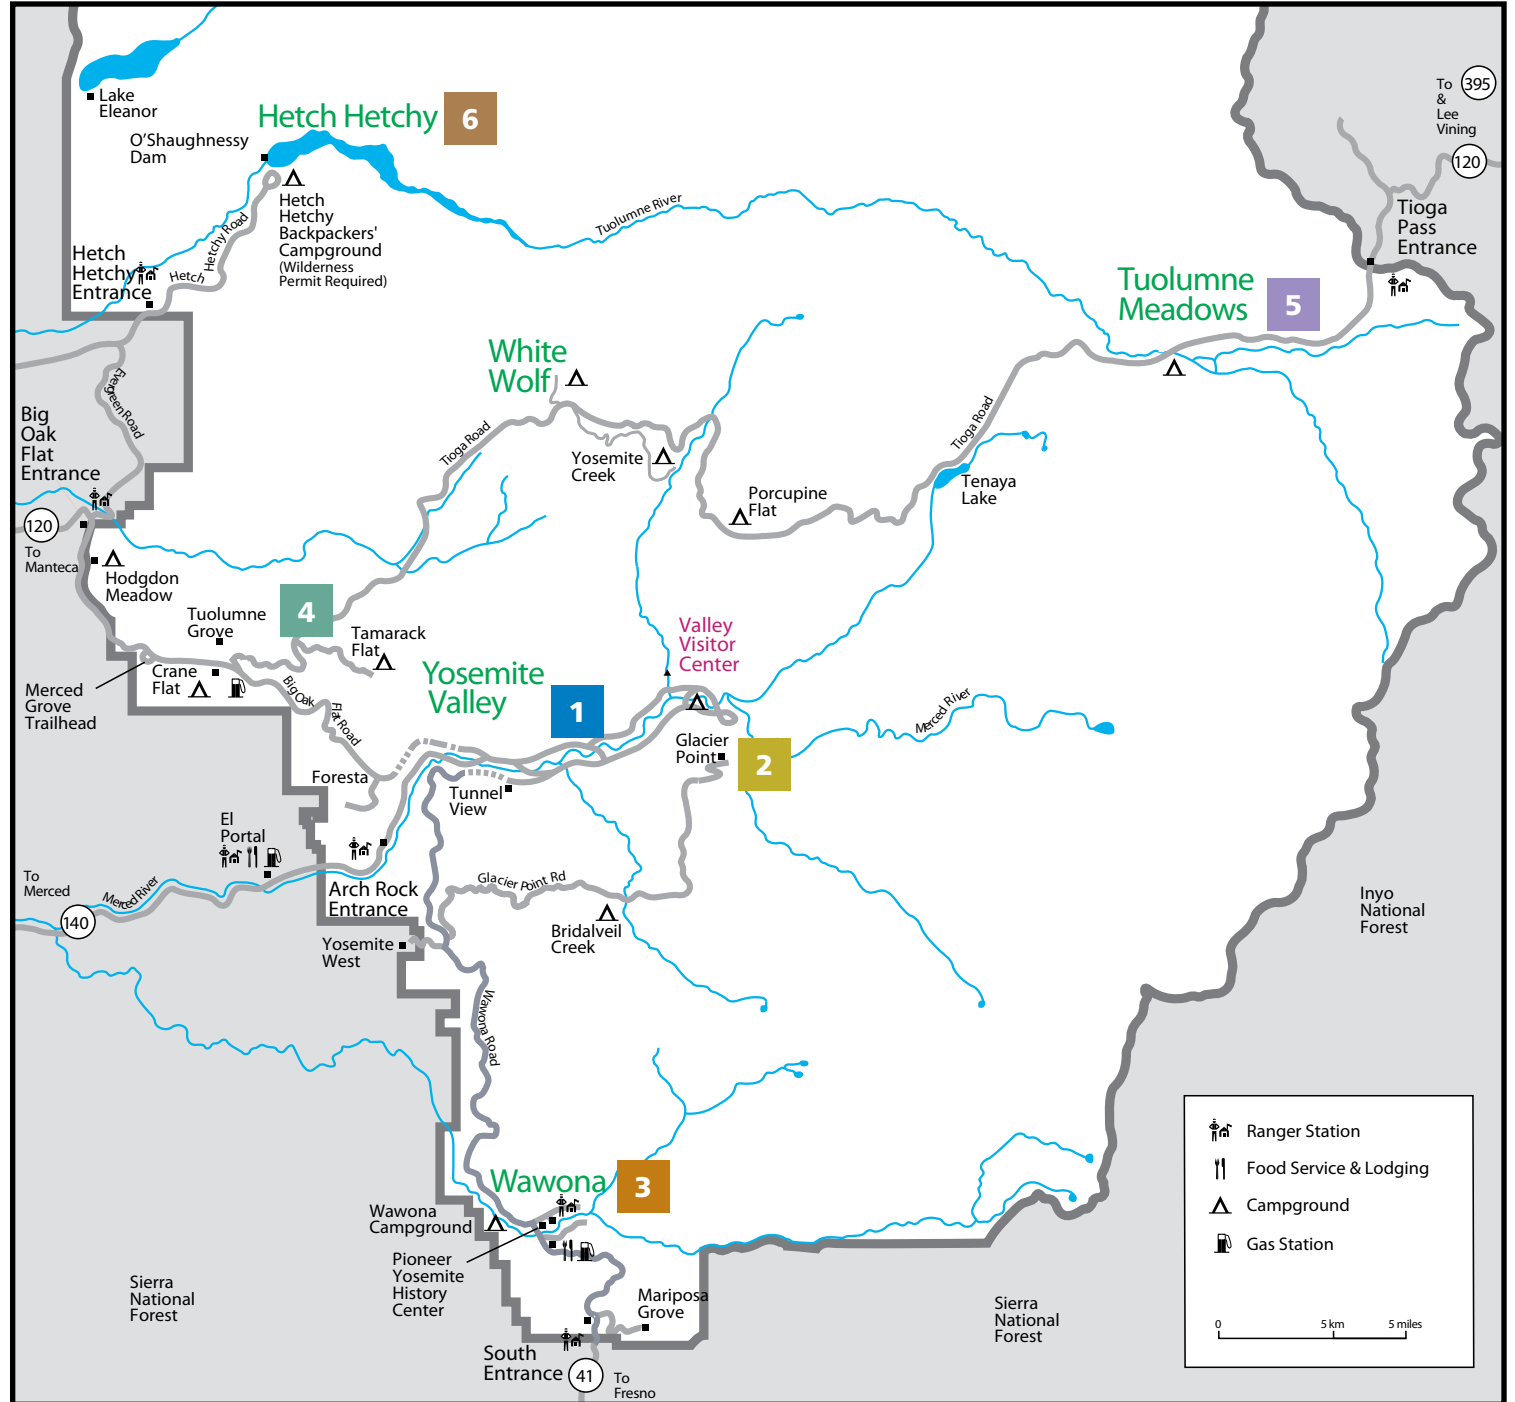 Lake
Eleanor
O'Shaughnessy
Dam
Hetch Hetchy
6
Hetch
Hetchy
Backpackers'
Campground
(Wilderness
Permit Required)
Hetch
Hetchy Road
Hetch
Hetchy
Entrance
Tuolumne River
To
&
Lee
Vining
395
120
Tioga
Pass
Entrance
Tuolumne
Meadows
5
White
Wolf
Evergreen Road
Big
Oak
Flat
Entrance
120
To
Manteca
Tioga Road
Yosemite
Creek
Porcupine
Flat
Tioga Road
Tenaya
Lake
Hodgdon
Meadow
Tuolumne
Grove
4
Tamarack
Flat
Crane
Flat
Merced
Grove
Trailhead
Big Oak
Flat Road
Valley
Visitor
Center
Yosemite
Valley
1
Merced River
Glacier
Point
2
Foresta
Tunnel
View
El
Portal
To
Merced
Merced River
140
Arch Rock
Entrance
Glacier Point Rd
Bridalveil
Creek
Yosemite
West
Inyo
National
Forest
Wawona Road
Wawona
3
Wawona
Campground
Pioneer
Yosemite
History
Center
Mariposa
Grove
South
Entrance
41
To
Fresno
Sierra
National
Forest
Sierra
National
Forest
Ranger Station
Food Service & Lodging
Campground
Gas Station
0
5 km
5 miles